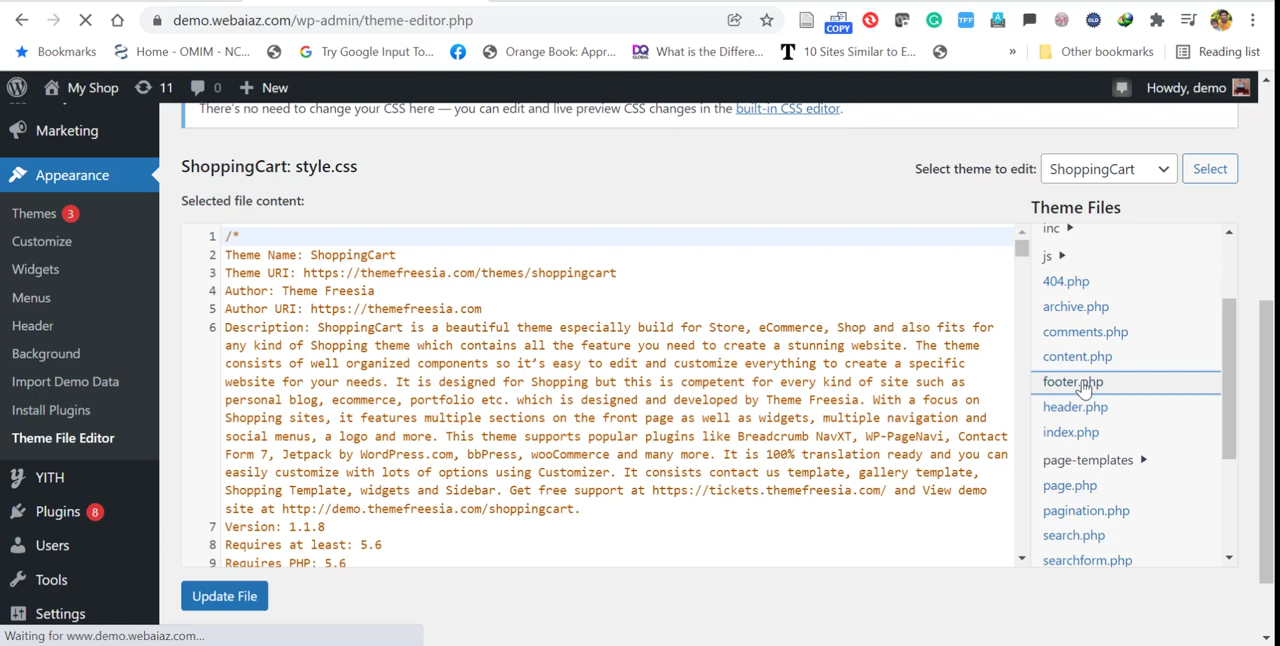 demo.webaiaz.com/wp-admin/theme-editor.php
COPY
TFF
Bookmarks
Home - OMIM - NC...
Try Google Input To...
Orange Book: Appr...
What is the Differe...
10 Sites Similar to E...
»
Other bookmarks
Reading list
My Shop
11
0
New
Howdy, demo
Marketing
Appearance
Themes 3
Customize
Widgets
Menus
Header
Background
Import Demo Data
Install Plugins
Theme File Editor
YITH
Plugins 8
Users
Tools
Settings
There's no need to change your CSS here — you can edit and live preview CSS changes in the built-in CSS editor.
ShoppingCart: style.css
Select theme to edit: ShoppingCart Select
Selected file content:
1 /*
2 Theme Name: ShoppingCart
3 Theme URI: https://themefreesia.com/themes/shoppingcart
4 Author: Theme Freesia
5 Author URI: https://themefreesia.com
6 Description: ShoppingCart is a beautiful theme especially build for Store, eCommerce, Shop and also fits for
any kind of Shopping theme which contains all the feature you need to create a stunning website. The theme
consists of well organized components so it's easy to edit and customize everything to create a specific
website for your needs. It is designed for Shopping but this is competent for every kind of site such as
personal blog, ecommerce, portfolio etc. which is designed and developed by Theme Freesia. With a focus on
Shopping sites, it features multiple sections on the front page as well as widgets, multiple navigation and
social menus, a logo and more. This theme supports popular plugins like Breadcrumb NavXT, WP-PageNavi, Contact
Form 7, Jetpack by WordPress.com, bbPress, wooCommerce and many more. It is 100% translation ready and you can
easily customize with lots of options using Customizer. It consists contact us template, gallery template,
Shopping Template, widgets and Sidebar. Get free support at https://tickets.themefreesia.com/ and View demo
site at http://demo.themefreesia.com/shoppingcart.
7 Version: 1.1.8
8 Requires at least: 5.6
9 Requires PHP: 5.6
Theme Files
inc
js
404.php
archive.php
comments.php
content.php
footer.php
header.php
index.php
page-templates
page.php
pagination.php
search.php
searchform.php
Update File
Waiting for www.demo.webaiaz.com...